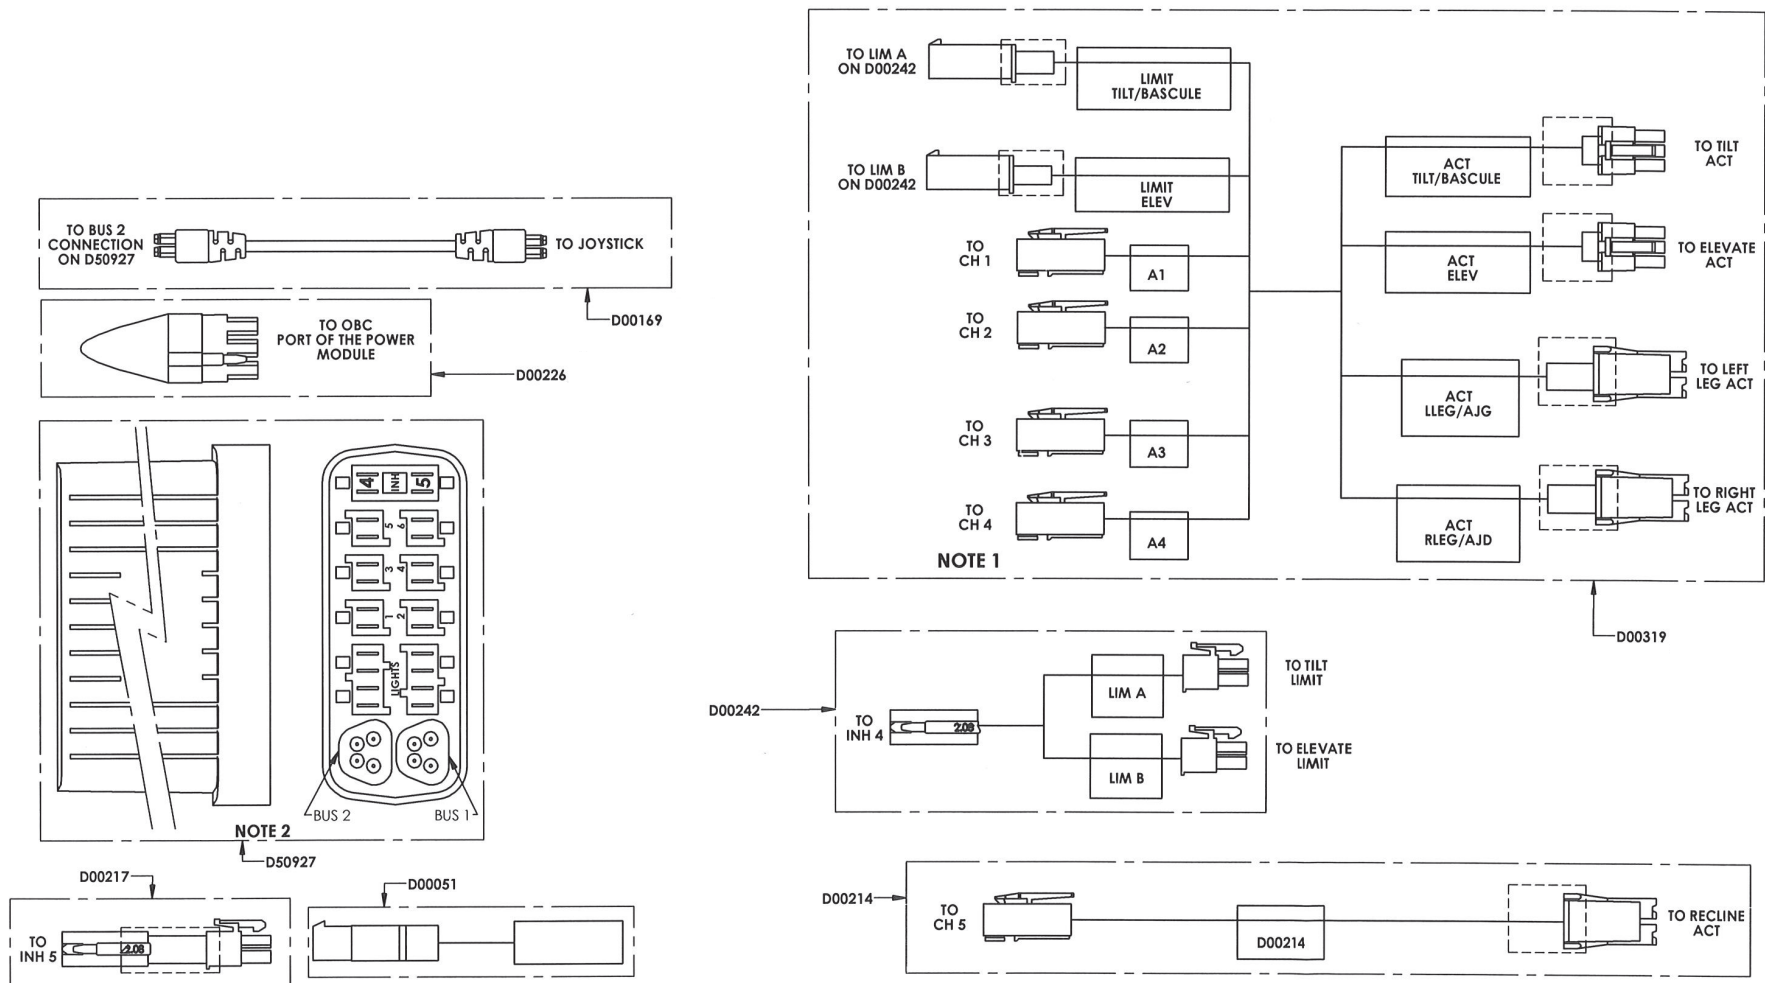 TO BUS 2
CONNECTION
ON D50927
TO JOYSTICK
D00169
TO OBC
PORT OF THE POWER
MODULE
D00226
4
INH
5
5
6
3
4
1
2
LIGHTS
BUS 2
BUS 1
NOTE 2
D50927
D00217
TO
INH 5
2.08
D00051
TO LIM A
ON D00242
LIMIT
TILT/BASCULE
TO LIM B
ON D00242
LIMIT
ELEV
TO
CH 1
A1
TO
CH 2
A2
TO
CH 3
A3
TO
CH 4
A4
NOTE 1
ACT
TILT/BASCULE
TO TILT
ACT
ACT
ELEV
TO ELEVATE
ACT
ACT
LLEG/AJG
TO LEFT
LEG ACT
ACT
RLEG/AJD
TO RIGHT
LEG ACT
D00319
D00242
TO
INH 4
2.08
LIM A
TO TILT
LIMIT
LIM B
TO ELEVATE
LIMIT
D00214
TO
CH 5
D00214
TO RECLINE
ACT